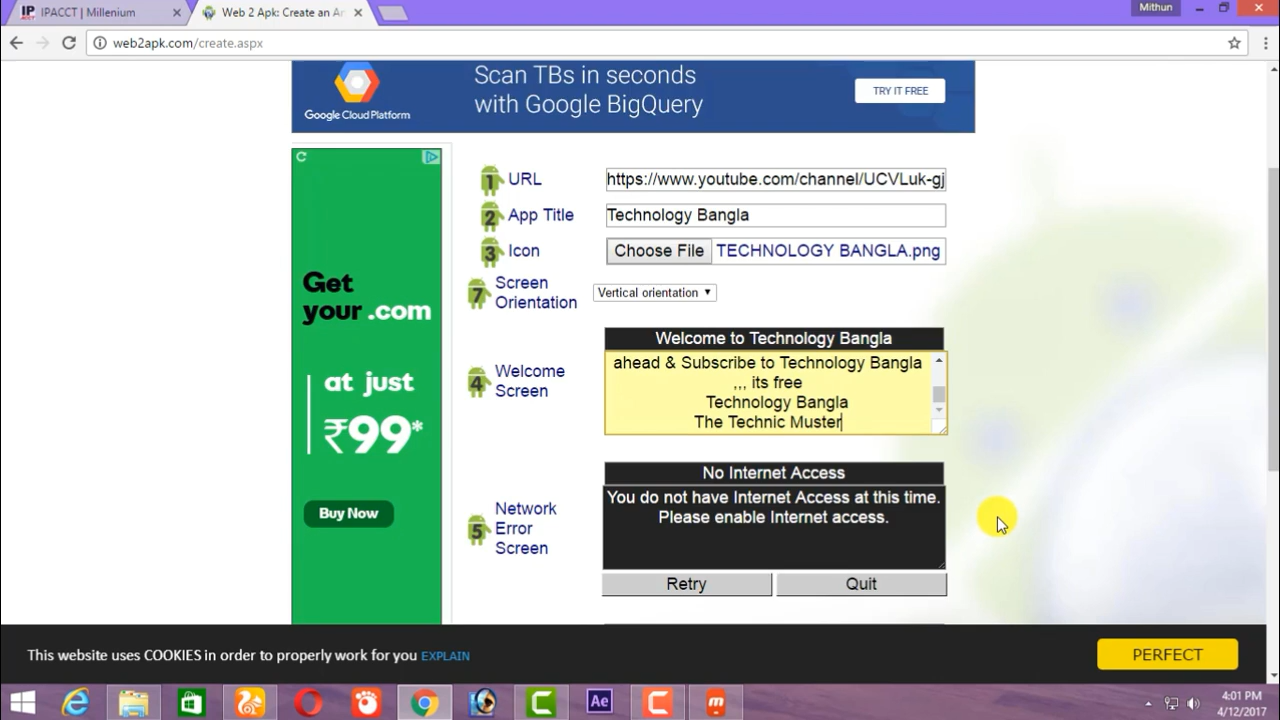 IPACCT | Millenium
Web 2 Apk: Create an
Mithun
web2apk.com/create.aspx
Google Cloud Platform
Scan TBs in seconds
with Google BigQuery
TRY IT FREE
Get
your .com
at just
₹99*
Buy Now
1 URL
https://www.youtube.com/channel/UCVLuk-gj
2 App Title
Technology Bangla
3 Icon
Choose File TECHNOLOGY BANGLA.png
7 Screen
Orientation
Vertical orientation
4 Welcome
Screen
Welcome to Technology Bangla
ahead & Subscribe to Technology Bangla
,,, its free
Technology Bangla
The Technic Muster
5 Network
Error
Screen
No Internet Access
You do not have Internet Access at this time.
Please enable Internet access.
Retry Quit
This website uses COOKIES in order to properly work for you EXPLAIN
PERFECT
Ae
4:01 PM
4/12/2017